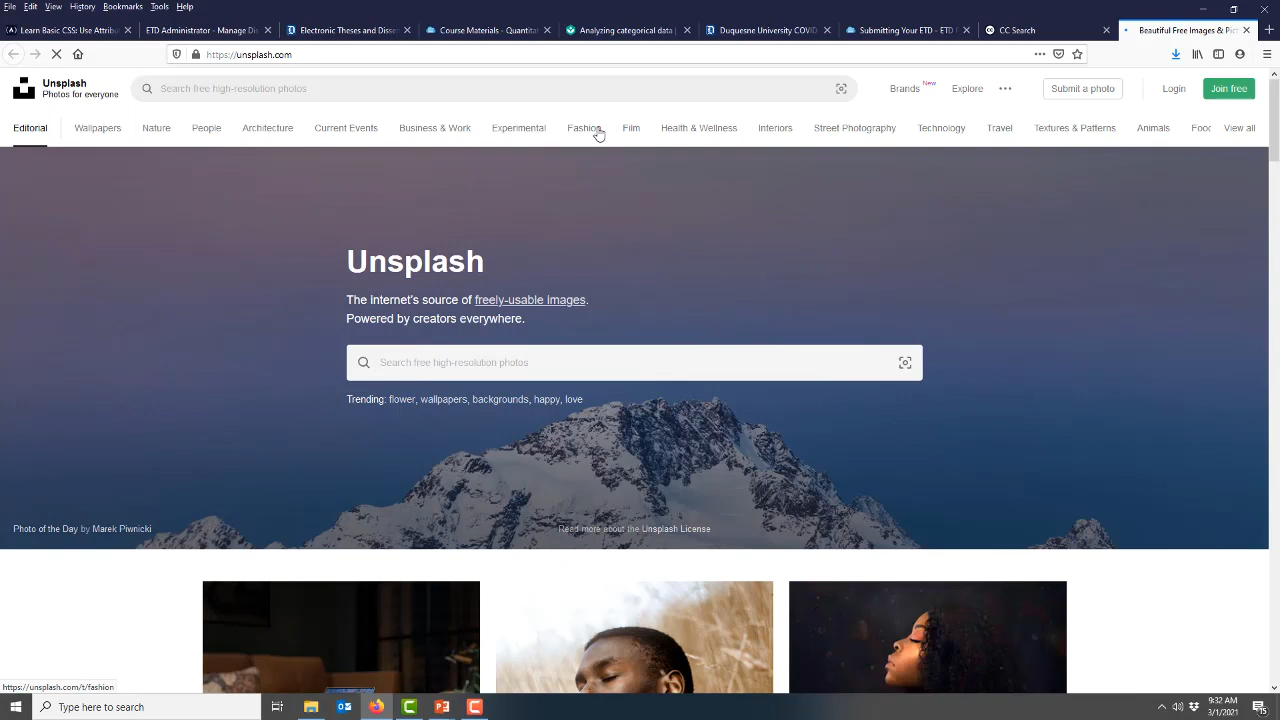 File Edit View History Bookmarks Tools Help
Learn Basic CSS: Use Attribut
ETD Administrator - Manage Dis
Electronic Theses and Disser
Course Materials - Quantitat
Analyzing categorical data |
Duquesne University COVID
Submitting Your ETD - ETD F
CC Search
Beautiful Free Images & Pict
https://unsplash.com
Unsplash
Photos for everyone
Search free high-resolution photos
Brands New
Explore
Submit a photo
Login
Join free
Editorial Wallpapers Nature People Architecture Current Events Business & Work Experimental Fashion Film Health & Wellness Interiors Street Photography Technology Travel Textures & Patterns Animals Food View all
Unsplash
The internet's source of freely-usable images.
Powered by creators everywhere.
Search free high-resolution photos
Trending: flower, wallpapers, backgrounds, happy, love
Photo of the Day by Marek Piwnicki
Read more about the Unsplash License
https://unsplash.com/t/fashion
Type here to search
9:32 AM
3/1/2021
15